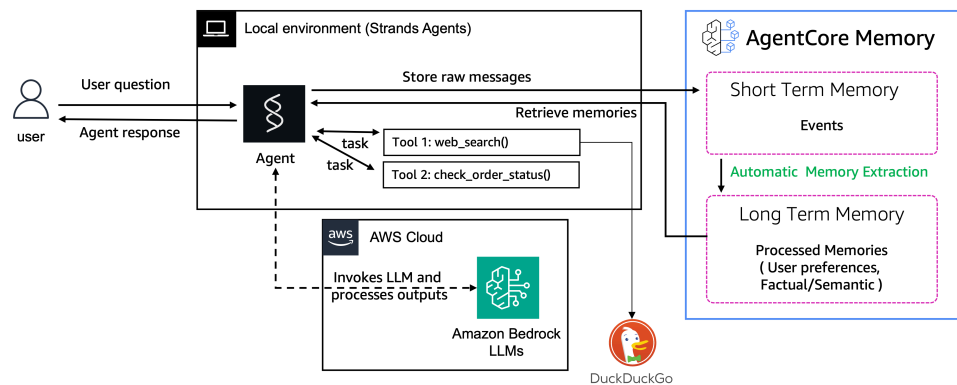 Local environment (Strands Agents)
AgentCore Memory
User question
Agent response
user
Agent
Store raw messages
Retrieve memories
task
task
Tool 1: web_search()
Tool 2: check_order_status()
Short Term Memory
Events
Automatic  Memory Extraction
Long Term Memory
Processed Memories
( User preferences,
Factual/Semantic )
aws
AWS Cloud
Invokes LLM and
processes outputs
Amazon Bedrock
LLMs
DuckDuckGo